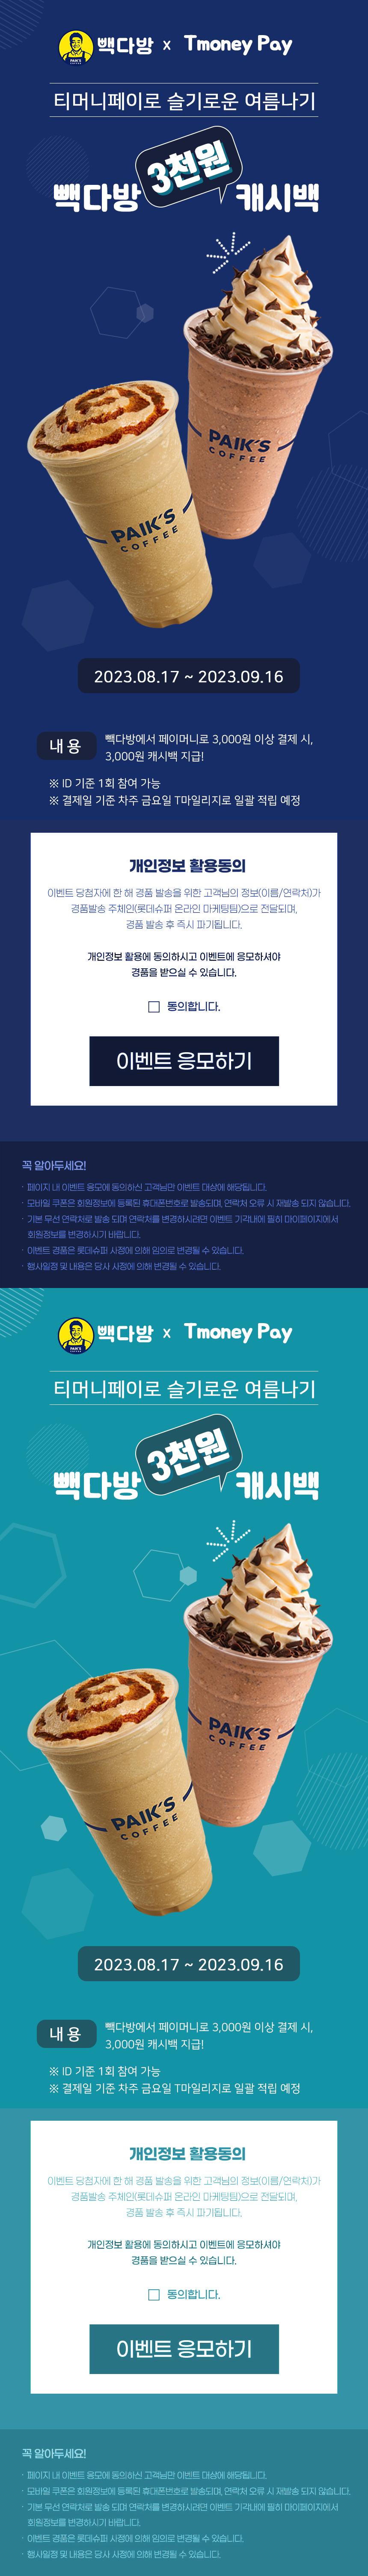 빽다방 x Tmoney Pay
티머니페이로 슬기로운 여름나기
3천원
빽다방 캐시백
PAIK'S
COFFEE
PAIK'S
COFFEE
2023.08.17 ~ 2023.09.16
내용
빽다방에서 페이머니로 3,000원 이상 결제 시,
3,000원 캐시백 지급!
※ ID 기준 1회 참여 가능
※ 결제일 기준 차주 금요일 T마일리지로 일괄 적립 예정
개인정보 활용동의
이벤트 당첨자에 한 해 경품 발송을 위한 고객님의 정보(이름/연락처)가
경품발송 주체인(롯데슈퍼 온라인 마케팅팀)으로 전달되며,
경품 발송 후 즉시 파기됩니다.
개인정보 활용에 동의하시고 이벤트에 응모하셔야
경품을 받으실 수 있습니다.
동의합니다.
이벤트 응모하기
꼭 알아두세요!
· 페이지 내 이벤트 응모에 동의하신 고객님만 이벤트 대상에 해당됩니다.
· 모바일 쿠폰은 회원정보에 등록된 휴대폰번호로 발송되며, 연락처 오류 시 재발송 되지 않습니다.
· 기본 무선 연락처로 발송 되며 연락처를 변경하시려면 이벤트 기각내에 필히 마이페이지에서
회원정보를 변경하시기 바랍니다.
· 이벤트 경품은 롯데슈퍼 사정에 의해 임의로 변경될 수 있습니다.
· 행사일정 및 내용은 당사 사정에 의해 변경될 수 있습니다.
빽다방 x Tmoney Pay
티머니페이로 슬기로운 여름나기
3천원
빽다방 캐시백
PAIK'S
COFFEE
PAIK'S
COFFEE
2023.08.17 ~ 2023.09.16
내용
빽다방에서 페이머니로 3,000원 이상 결제 시,
3,000원 캐시백 지급!
※ ID 기준 1회 참여 가능
※ 결제일 기준 차주 금요일 T마일리지로 일괄 적립 예정
개인정보 활용동의
이벤트 당첨자에 한 해 경품 발송을 위한 고객님의 정보(이름/연락처)가
경품발송 주체인(롯데슈퍼 온라인 마케팅팀)으로 전달되며,
경품 발송 후 즉시 파기됩니다.
개인정보 활용에 동의하시고 이벤트에 응모하셔야
경품을 받으실 수 있습니다.
동의합니다.
이벤트 응모하기
꼭 알아두세요!
· 페이지 내 이벤트 응모에 동의하신 고객님만 이벤트 대상에 해당됩니다.
· 모바일 쿠폰은 회원정보에 등록된 휴대폰번호로 발송되며, 연락처 오류 시 재발송 되지 않습니다.
· 기본 무선 연락처로 발송 되며 연락처를 변경하시려면 이벤트 기각내에 필히 마이페이지에서
회원정보를 변경하시기 바랍니다.
· 이벤트 경품은 롯데슈퍼 사정에 의해 임의로 변경될 수 있습니다.
· 행사일정 및 내용은 당사 사정에 의해 변경될 수 있습니다.